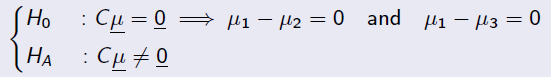 H₀ : Cμ = 0 ⟹ μ₁ − μ₂ = 0 and μ₁ − μ₃ = 0
H_A : Cμ ≠ 0